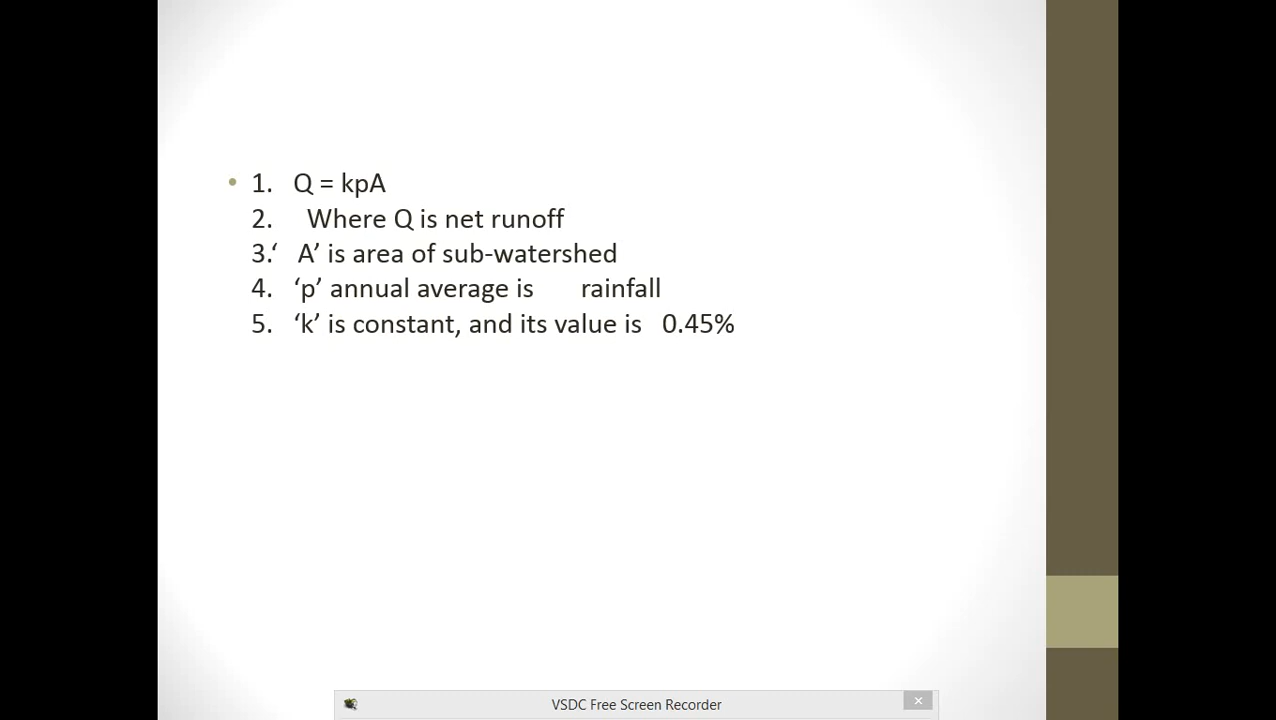 • 1. Q = kpA
2. Where Q is net runoff
3.‘ A’ is area of sub-watershed
4. ‘p’ annual average is rainfall
5. ‘k’ is constant, and its value is 0.45%
VSDC Free Screen Recorder